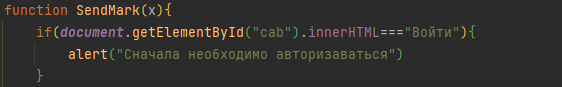 function SendMark(x){
if(document.getElementById("cab").innerHTML==="Войти"){
alert("Сначала необходимо авторизаваться")
}